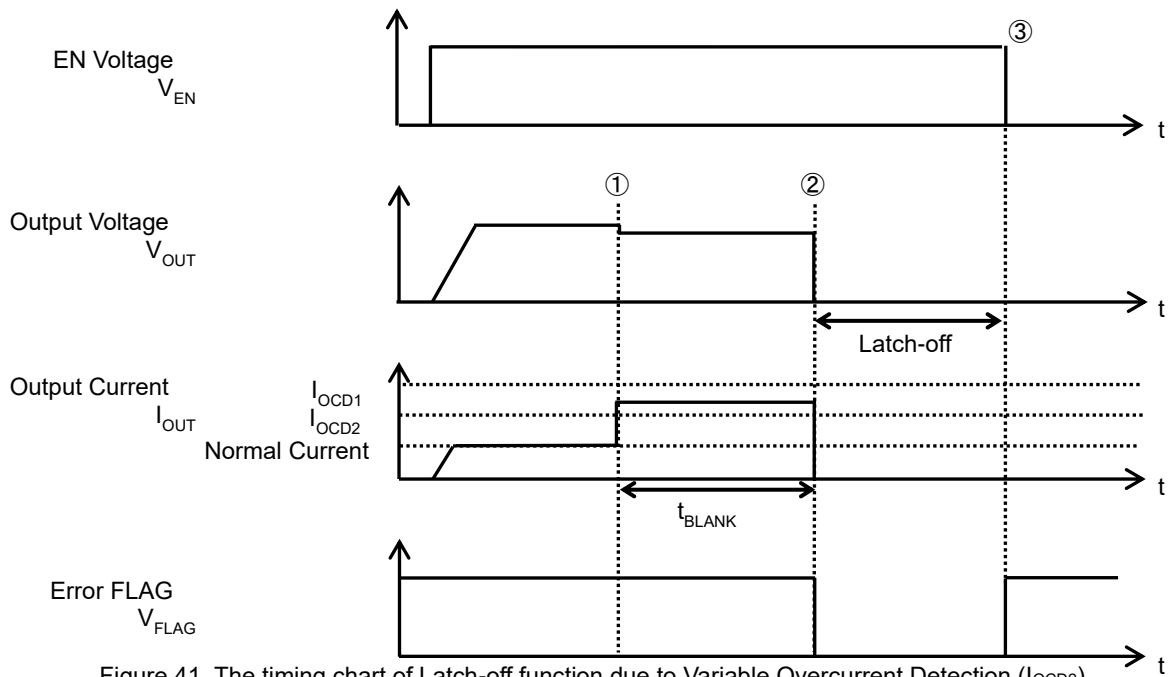 ③
EN Voltage
V_EN
t
①
②
Output Voltage
V_OUT
t
Latch-off
Output Current
I_OUT
I_OCD1
I_OCD2
Normal Current
t
t_BLANK
Error FLAG
V_FLAG
t
Figure 41. The timing chart of Latch-off function due to Variable Overcurrent Detection (I_OCD2)